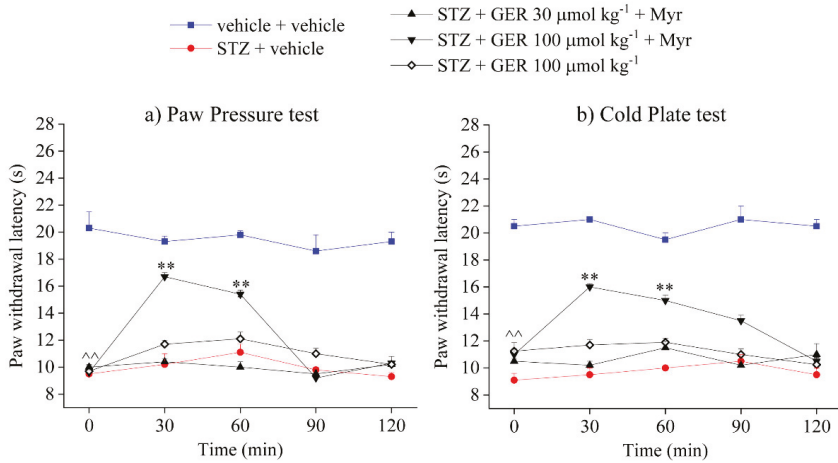 vehicle + vehicle
STZ + vehicle
STZ + GER 30 μmol kg⁻¹ + Myr
STZ + GER 100 μmol kg⁻¹ + Myr
STZ + GER 100 μmol kg⁻¹
a) Paw Pressure test
Paw withdrawal latency (s)
28
26
24
22
20
18
16
14
12
10
8
^^
**
**
0 30 60 90 120
Time (min)
b) Cold Plate test
Paw withdrawal latency (s)
28
26
24
22
20
18
16
14
12
10
8
^^
**
**
0 30 60 90 120
Time (min)